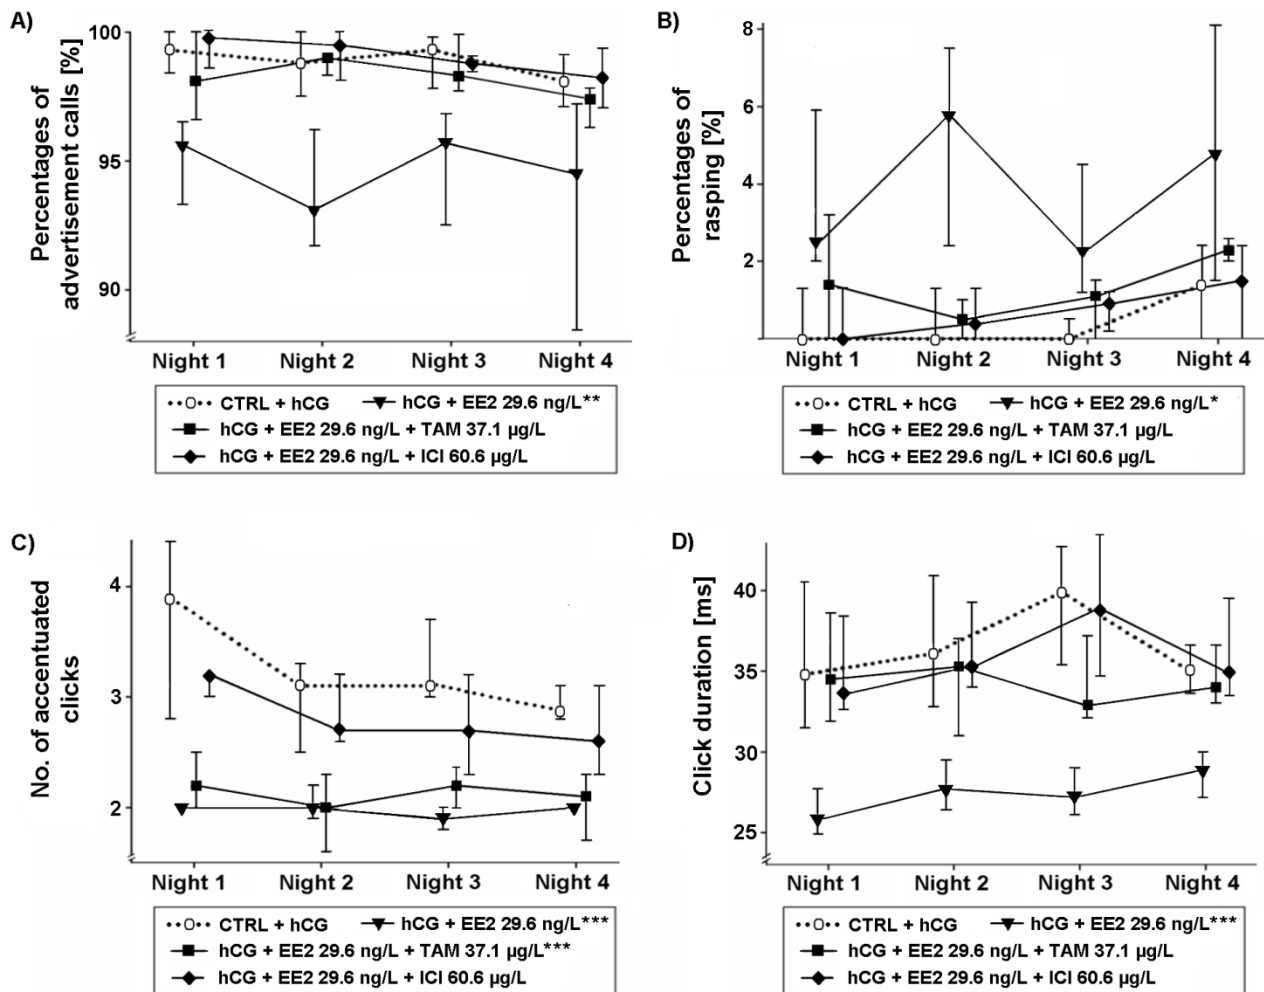 A)
Percentages of
advertisement calls [%]
100
95
90
Night 1 Night 2 Night 3 Night 4
CTRL + hCG hCG + EE2 29.6 ng/L**
hCG + EE2 29.6 ng/L + TAM 37.1 µg/L
hCG + EE2 29.6 ng/L + ICI 60.6 µg/L
B)
Percentages of
rasping [%]
8
6
4
2
Night 1 Night 2 Night 3 Night 4
CTRL + hCG hCG + EE2 29.6 ng/L*
hCG + EE2 29.6 ng/L + TAM 37.1 µg/L
hCG + EE2 29.6 ng/L + ICI 60.6 µg/L
C)
No. of accentuated
clicks
4
3
2
Night 1 Night 2 Night 3 Night 4
CTRL + hCG hCG + EE2 29.6 ng/L***
hCG + EE2 29.6 ng/L + TAM 37.1 µg/L***
hCG + EE2 29.6 ng/L + ICI 60.6 µg/L
D)
Click duration [ms]
40
35
30
25
Night 1 Night 2 Night 3 Night 4
CTRL + hCG hCG + EE2 29.6 ng/L***
hCG + EE2 29.6 ng/L + TAM 37.1 µg/L
hCG + EE2 29.6 ng/L + ICI 60.6 µg/L